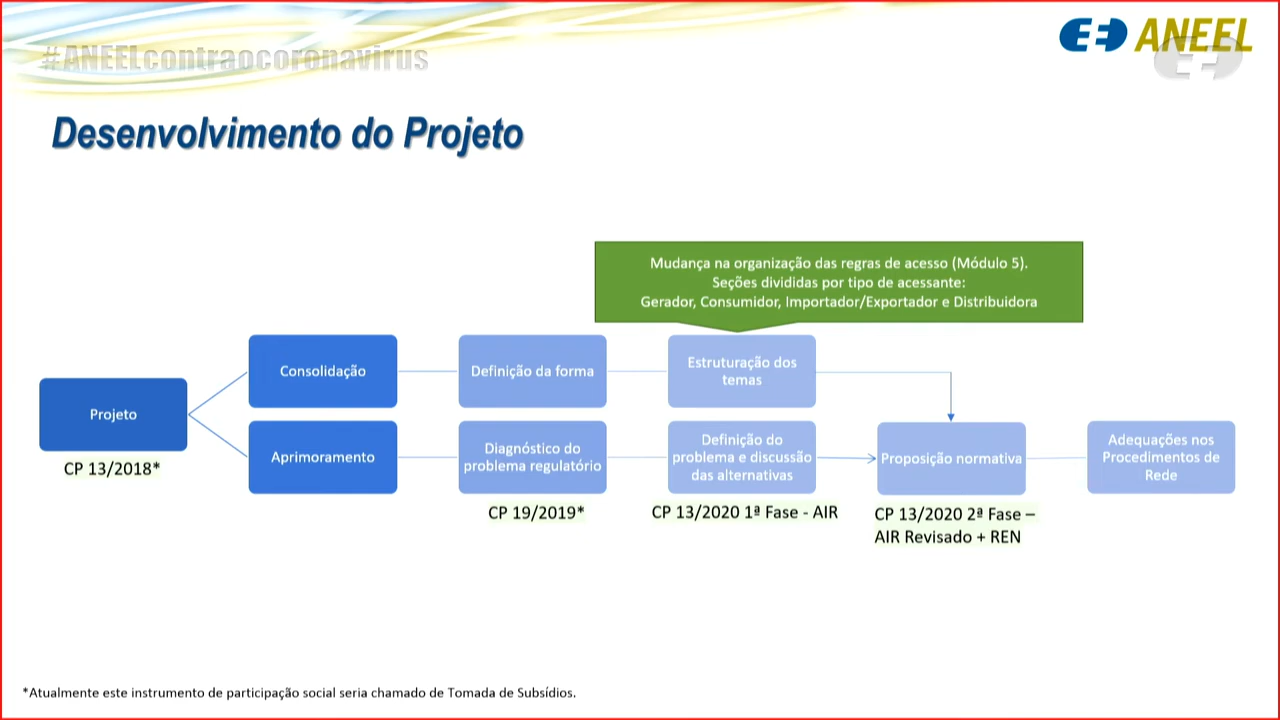 #ANEELcontraocoronavirus
ANEEL
Desenvolvimento do Projeto
Mudança na organização das regras de acesso (Módulo 5).
Seções divididas por tipo de acessante:
Gerador, Consumidor, Importador/Exportador e Distribuidora
Consolidação
Definição da forma
Estruturação dos
temas
Projeto
CP 13/2018*
Aprimoramento
Diagnóstico do
problema regulatório
CP 19/2019*
Definição do
problema e discussão
das alternativas
CP 13/2020 1ª Fase - AIR
Proposição normativa
CP 13/2020 2ª Fase –
AIR Revisado + REN
Adequações nos
Procedimentos de
Rede
*Atualmente este instrumento de participação social seria chamado de Tomada de Subsídios.